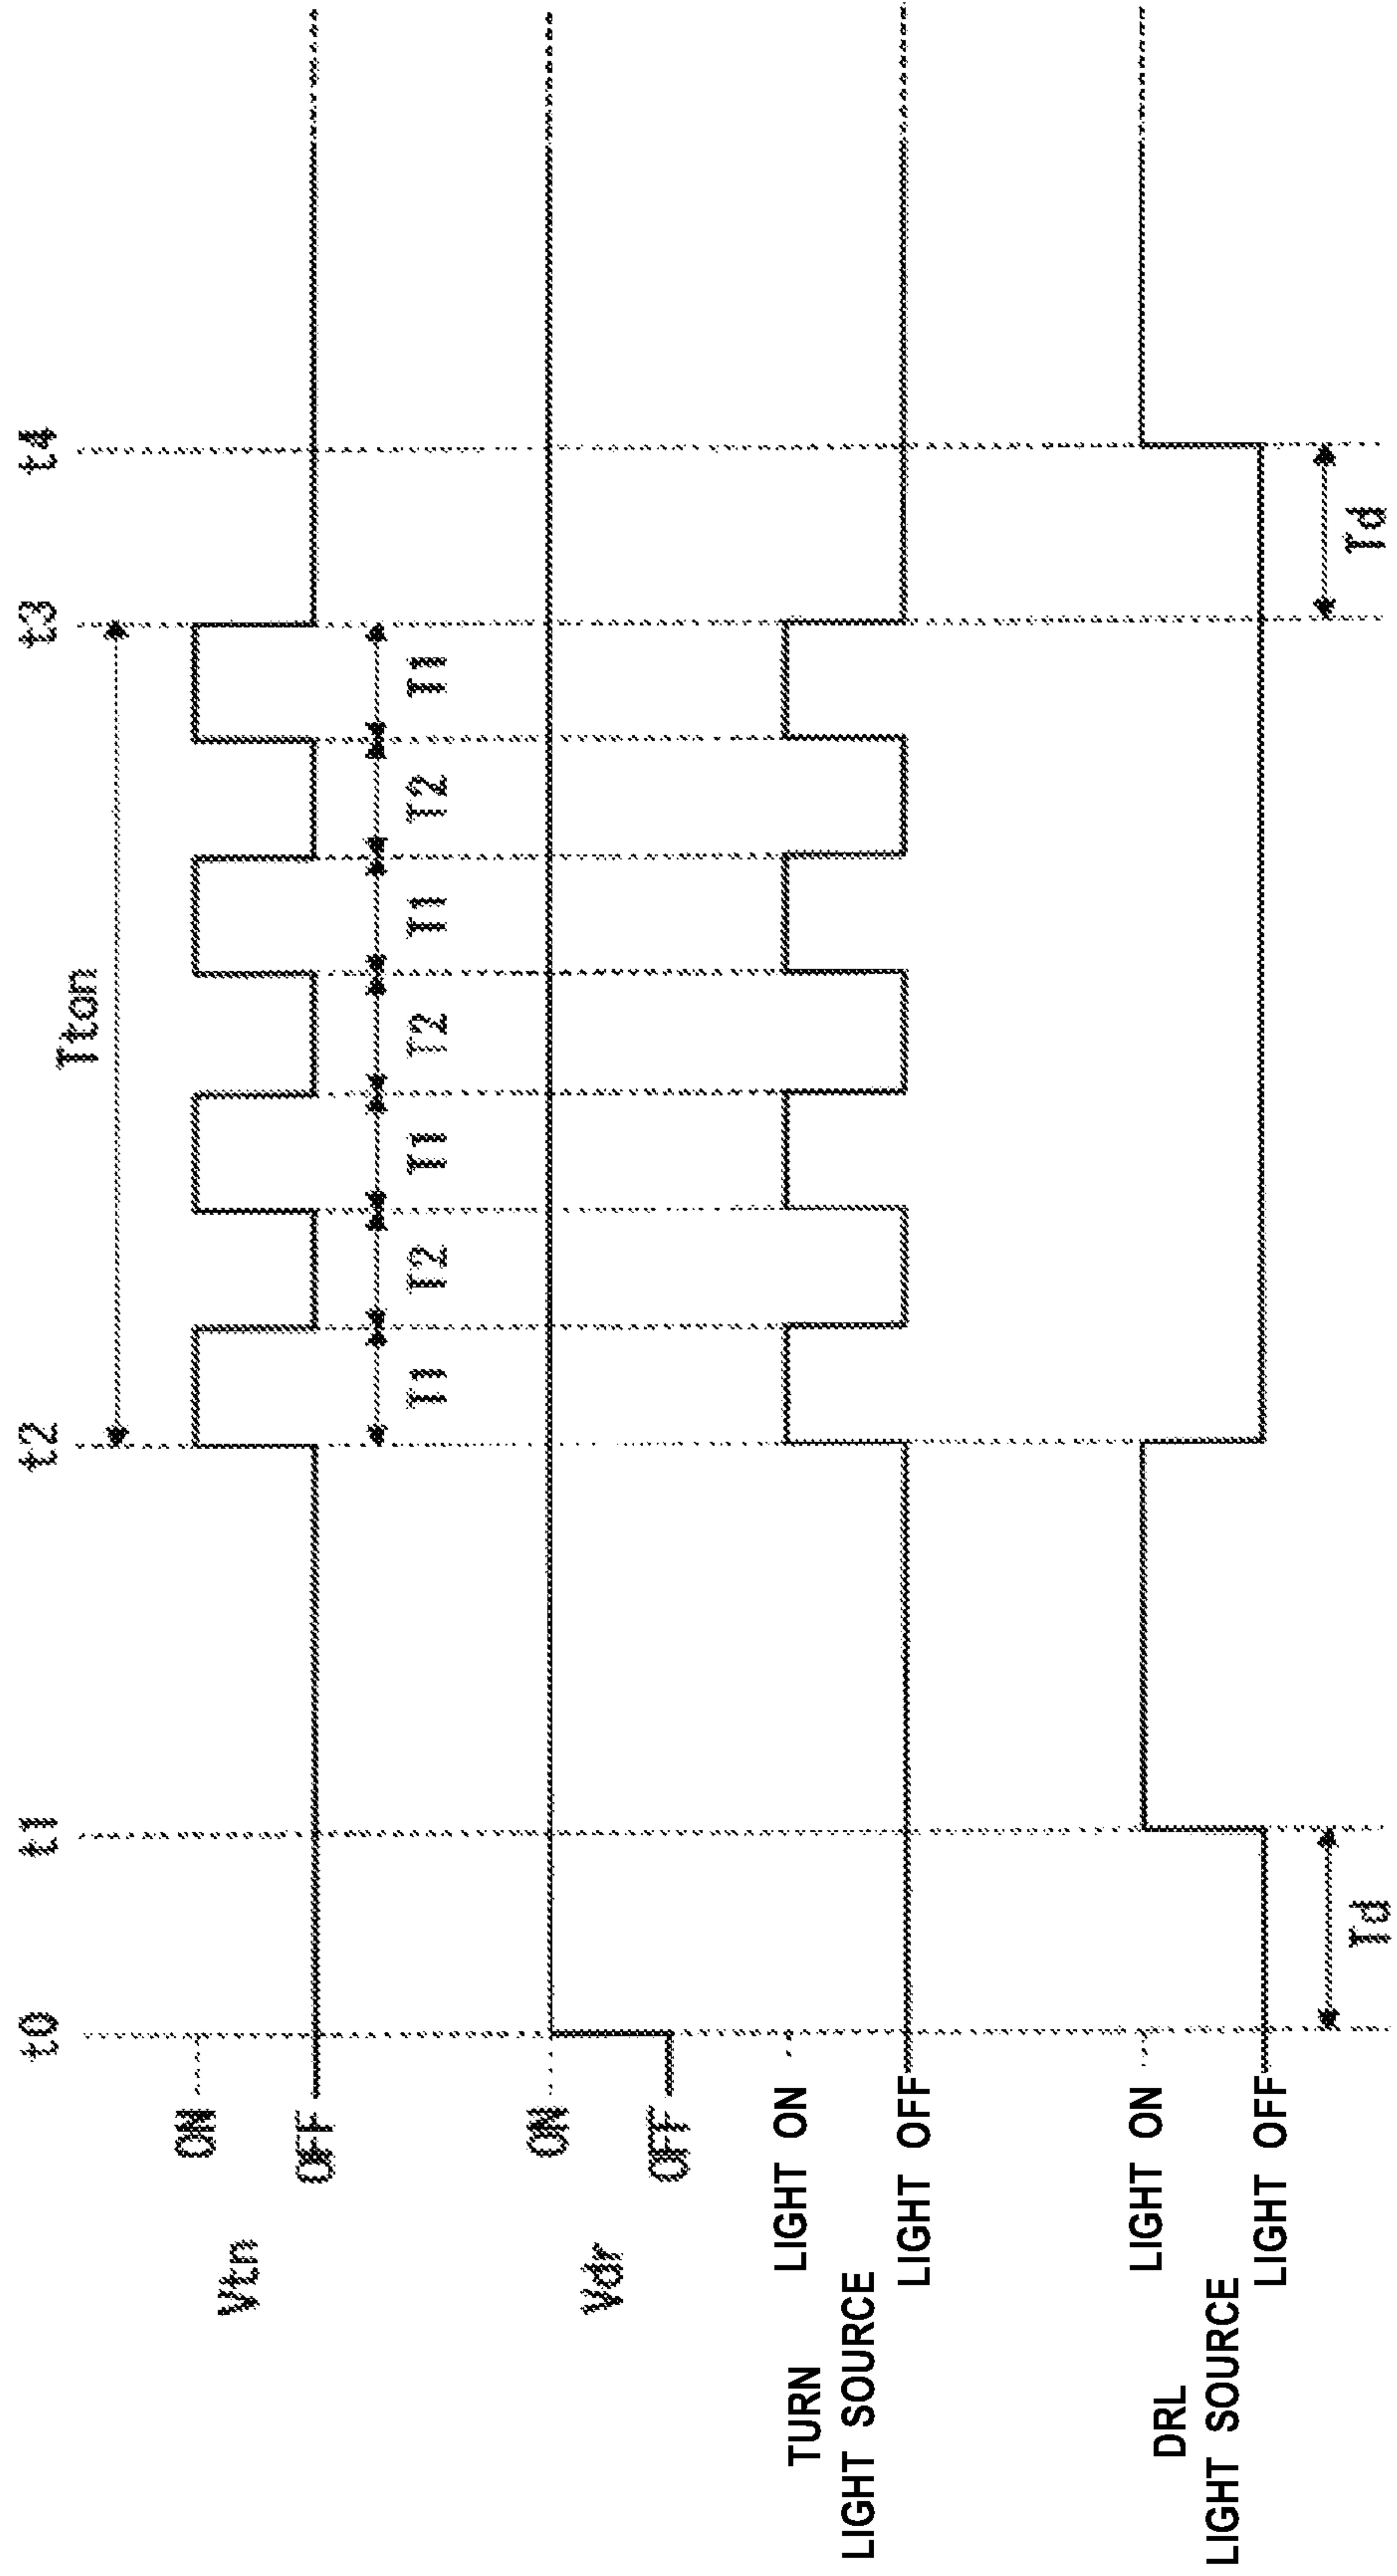 t0 t1 t2 t3 t4
Tton
ON
Vtn
OFF
T1 T2 T1 T2 T1 T2 T1
ON
Vdr
OFF
LIGHT ON
TURN
LIGHT SOURCE
LIGHT OFF
LIGHT ON
DRL
LIGHT SOURCE
LIGHT OFF
Td Td